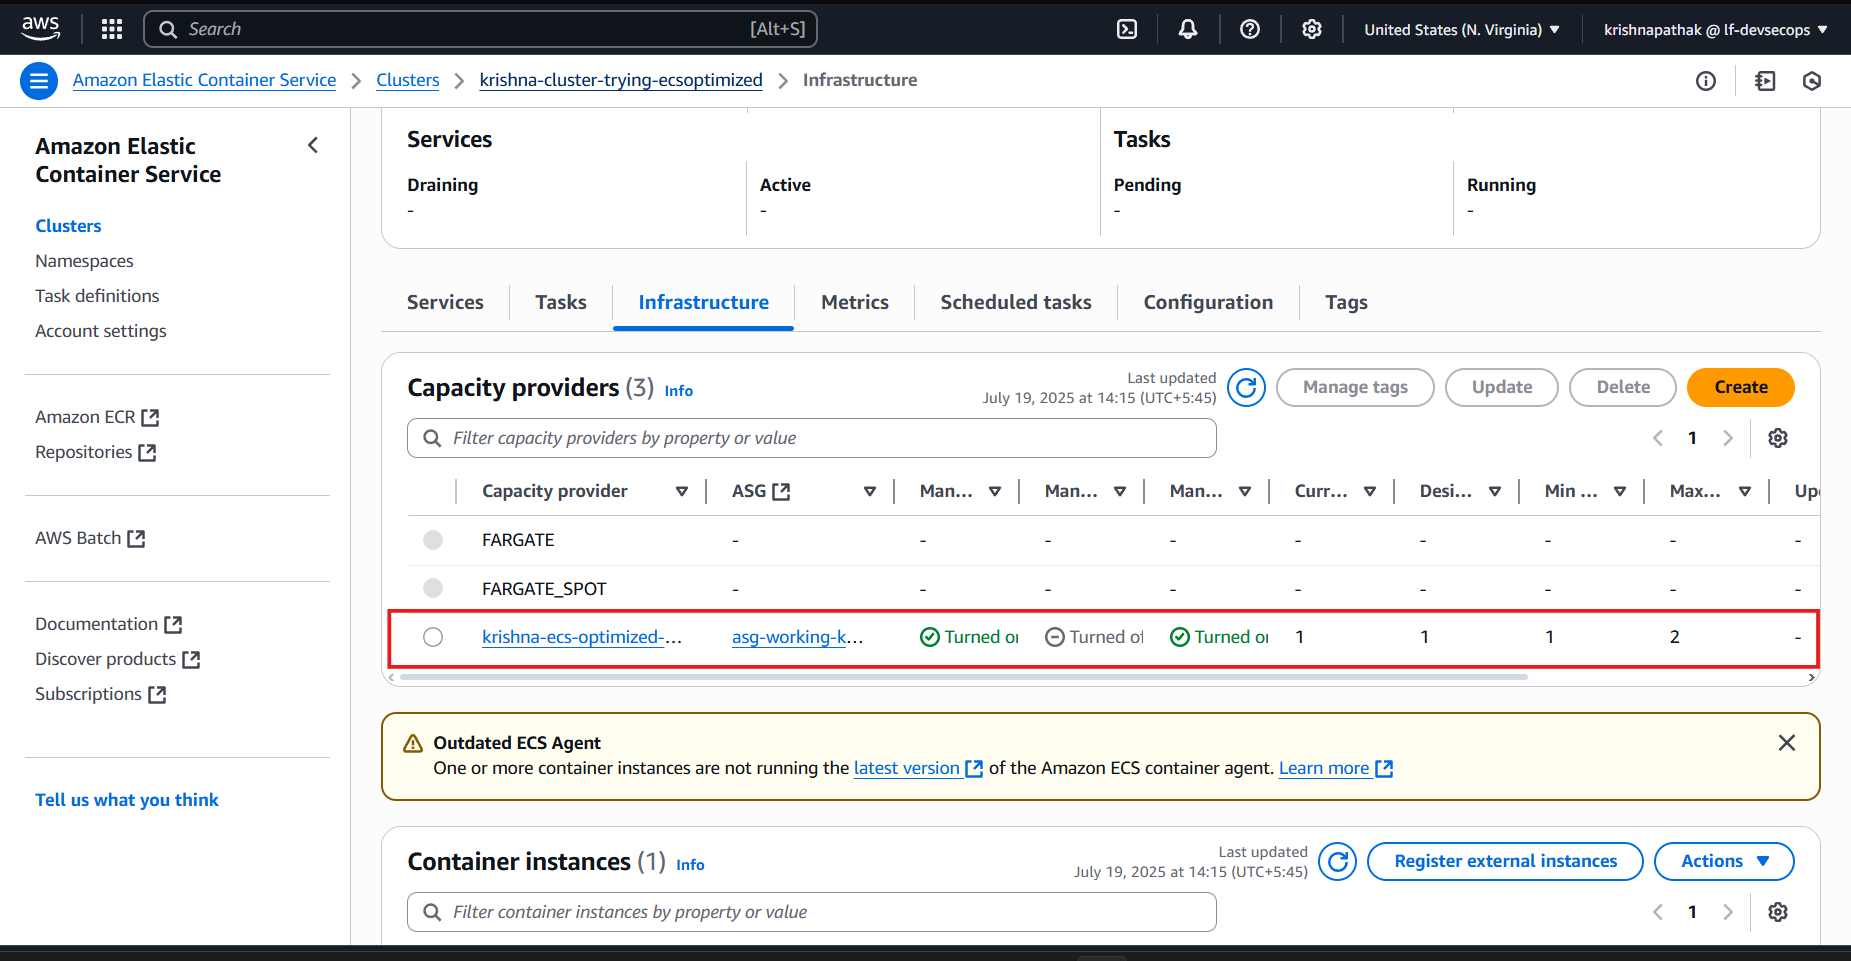 aws
Search
[Alt+S]
United States (N. Virginia)
krishnapathak @ lf-devsecops
Amazon Elastic Container Service
Clusters
krishna-cluster-trying-ecsoptimized
Infrastructure
Amazon Elastic
Container Service
Clusters
Namespaces
Task definitions
Account settings
Amazon ECR
Repositories
AWS Batch
Documentation
Discover products
Subscriptions
Tell us what you think
Services
Tasks
Draining
Active
Pending
Running
-
-
-
-
Services
Tasks
Infrastructure
Metrics
Scheduled tasks
Configuration
Tags
Capacity providers (3) Info
Last updated
July 19, 2025 at 14:15 (UTC+5:45)
Manage tags
Update
Delete
Create
Filter capacity providers by property or value
1
Capacity provider ASG Man... Man... Man... Curr... Desi... Min ... Max... Up
FARGATE - - - - - - - - -
FARGATE_SPOT - - - - - - - - -
krishna-ecs-optimized-... asg-working-k... Turned on Turned of Turned on 1 1 1 2 -
Outdated ECS Agent
One or more container instances are not running the latest version of the Amazon ECS container agent. Learn more
Container instances (1) Info
Last updated
July 19, 2025 at 14:15 (UTC+5:45)
Register external instances
Actions
Filter container instances by property or value
1